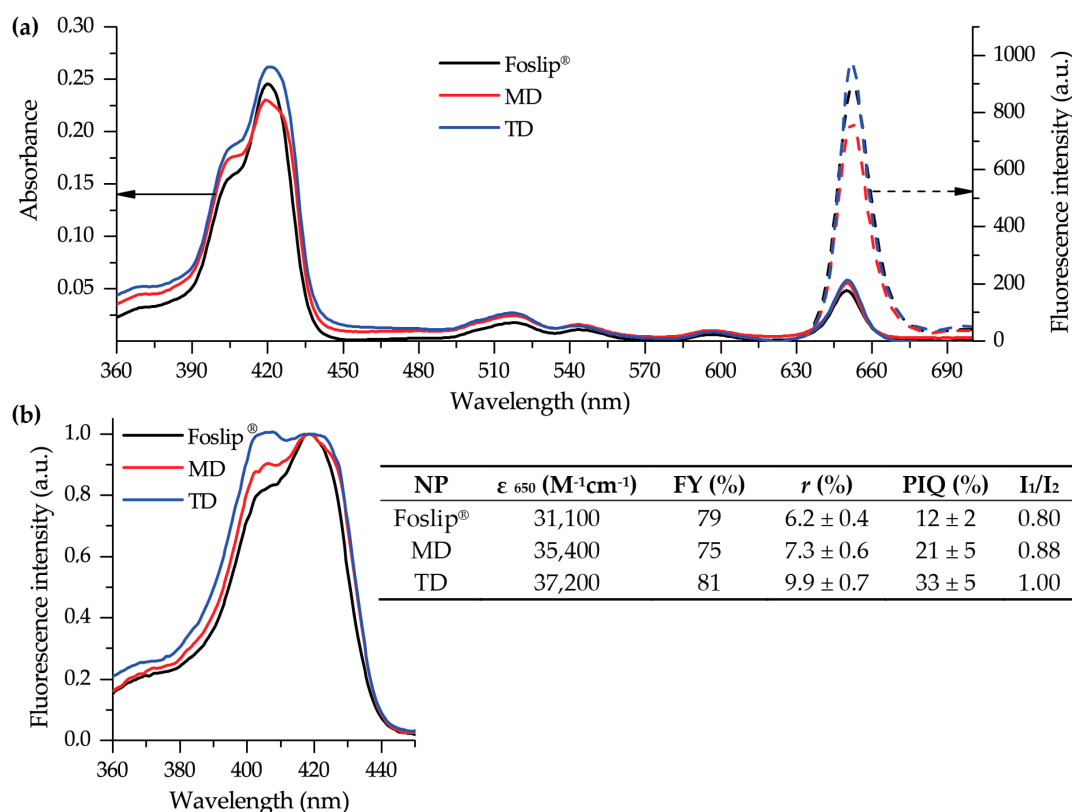 (a)
0.30
0.25
0.20
0.15
0.10
0.05
Absorbance
Foslip®
MD
TD
1000
800
600
400
200
0
Fluorescence intensity (a.u.)
360 390 420 450 480 510 540 570 600 630 660 690
Wavelength (nm)
(b)
1.0
0.8
0.6
0.4
0.2
0.0
Fluorescence intensity (a.u.)
Foslip ®
MD
TD
360 380 400 420 440
Wavelength (nm)
NP ε 650 (M-1cm-1) FY (%) r (%) PIQ (%) I1/I2
Foslip® 31,100 79 6.2 ± 0.4 12 ± 2 0.80
MD 35,400 75 7.3 ± 0.6 21 ± 5 0.88
TD 37,200 81 9.9 ± 0.7 33 ± 5 1.00